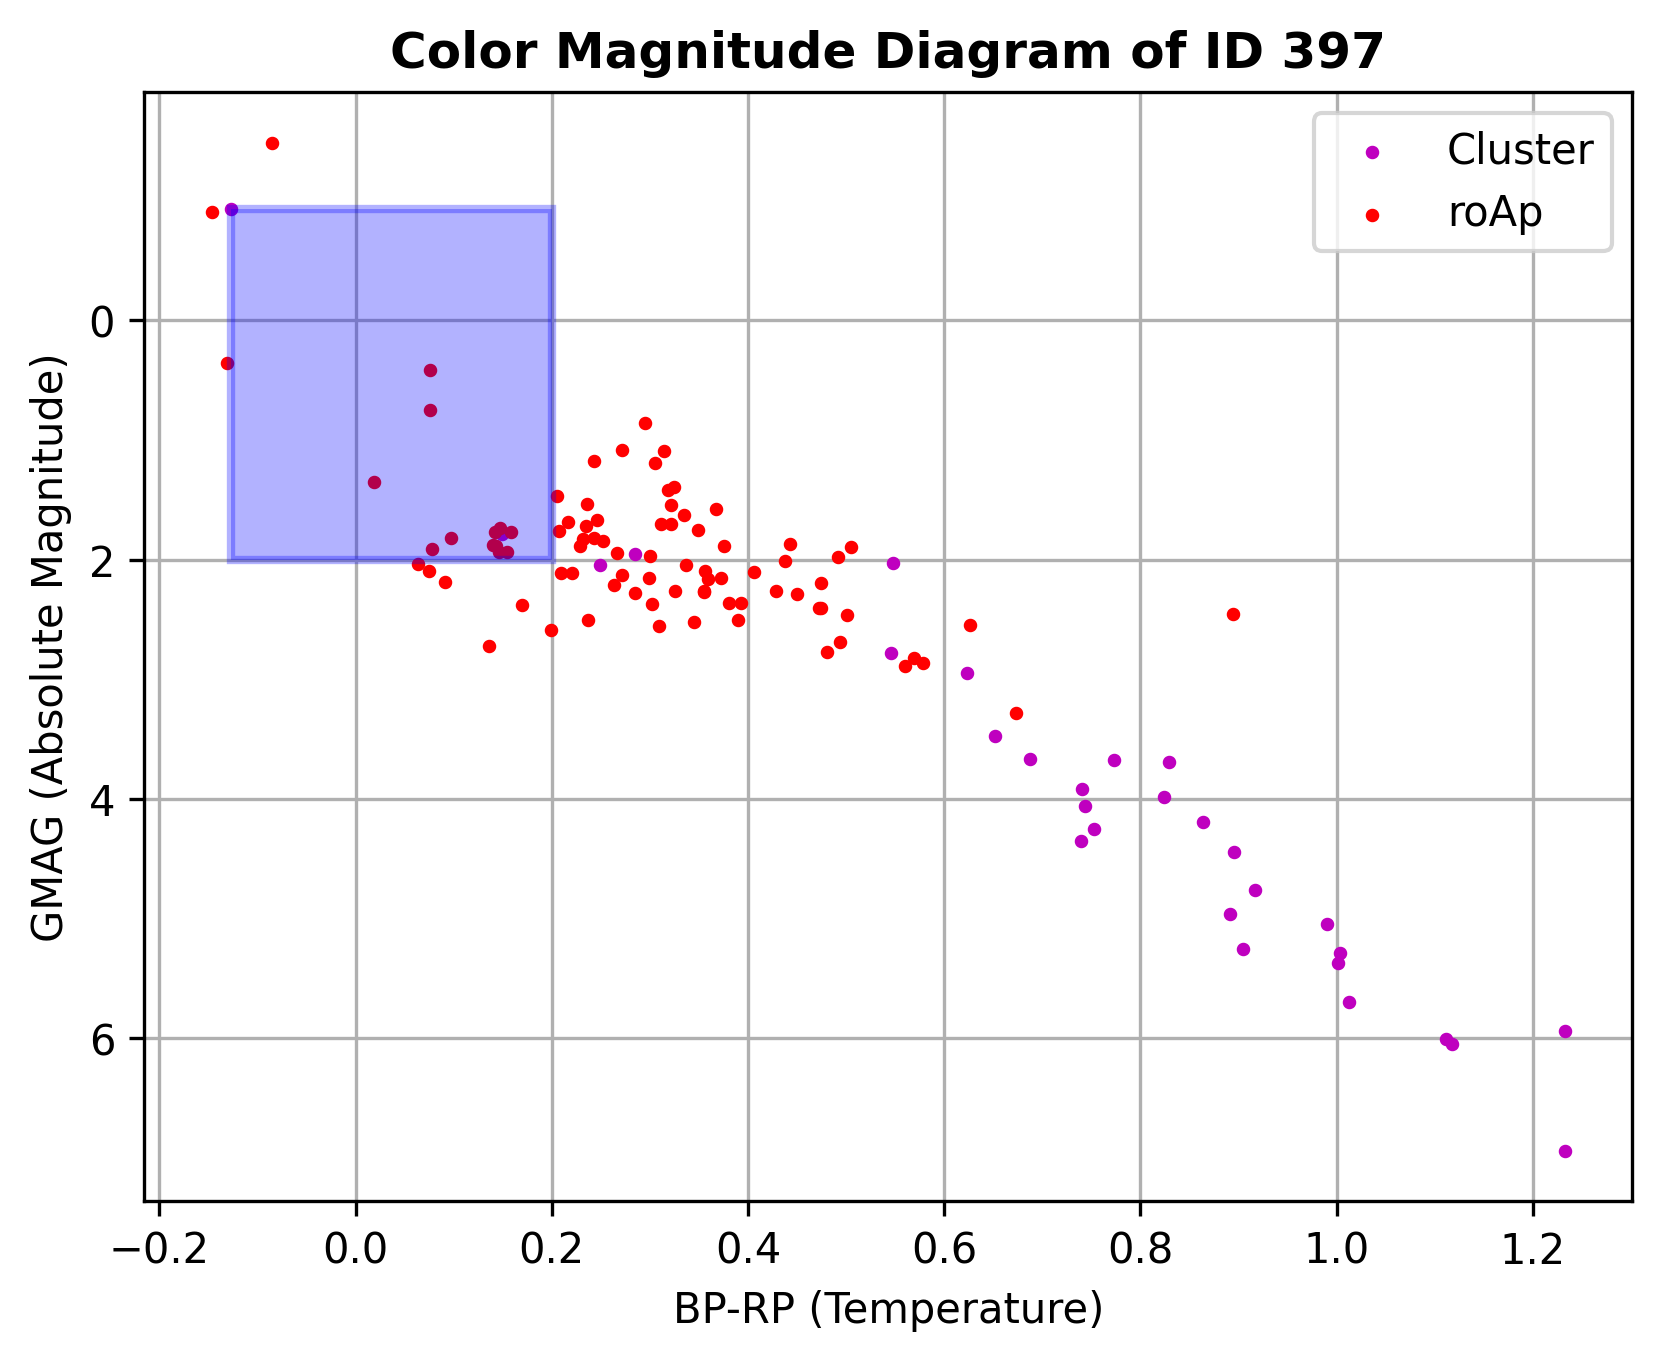 Color Magnitude Diagram of ID 397
Cluster
roAp
GMAG (Absolute Magnitude)
0
2
4
6
−0.2 0.0 0.2 0.4 0.6 0.8 1.0 1.2
BP-RP (Temperature)